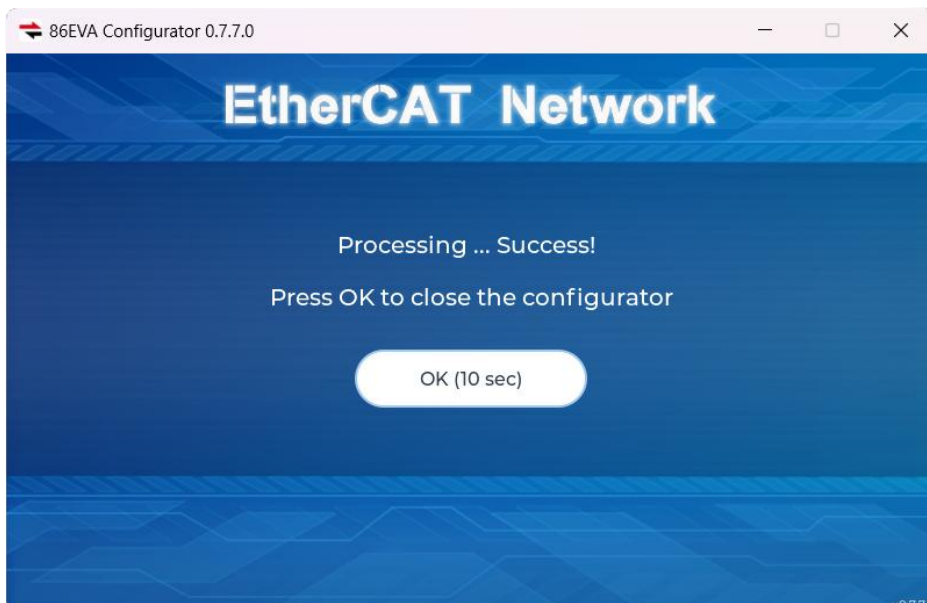 86EVA Configurator 0.7.7.0
EtherCAT Network
Processing ... Success!
Press OK to close the configurator
OK (10 sec)